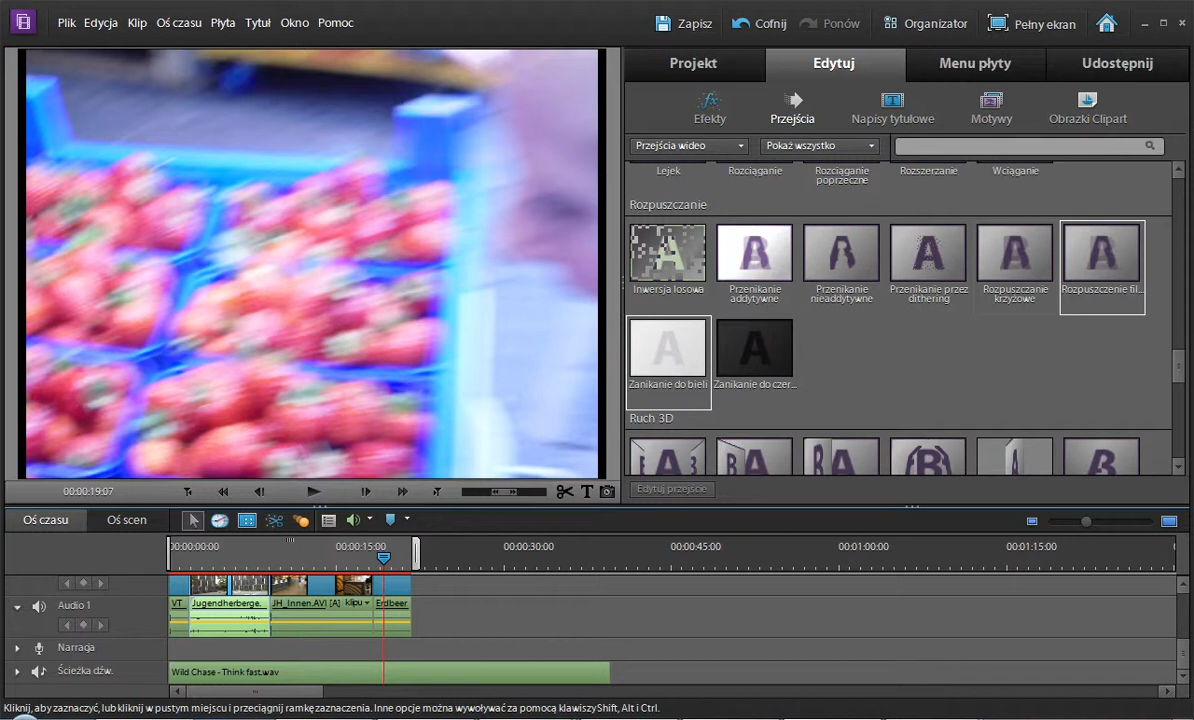 Plik Edycja Klip Oś czasu Płyta Tytuł Okno Pomoc Zapisz Cofnij Ponów Organizator Pełny ekran
Projekt Edytuj Menu płyty Udostępnij
Efekty Przejścia Napisy tytułowe Motywy Obrazki Clipart
Przejścia wideo Pokaż wszystko
Lejek Rozciąganie Rozciąganie poprzeczne Rozszerzanie Wciąganie
Rozpuszczanie
Inwersja losowa Przenikanie addytywne Przenikanie nieaddytywne Przenikanie przez dithering Rozpuszczanie krzyżowe Rozpuszczenie fil...
Zanikanie do bieli Zanikanie do czer...
Ruch 3D
00:00:19:07
Edytuj przejście
Oś czasu Oś scen
00:00:00:00 00:00:15:00 00:00:30:00 00:00:45:00 00:01:00:00 00:01:15:00
Audio 1 VT Jugendherberge. JH_Innen.AVI [A] klipu Erdbeer
Narracja
Ścieżka dźw. Wild Chase - Think fast.wav
Kliknij, aby zaznaczyć, lub kliknij w pustym miejscu i przeciągnij ramkę zaznaczenia. Inne opcje można wywoływać za pomocą klawiszy Shift, Alt i Ctrl.